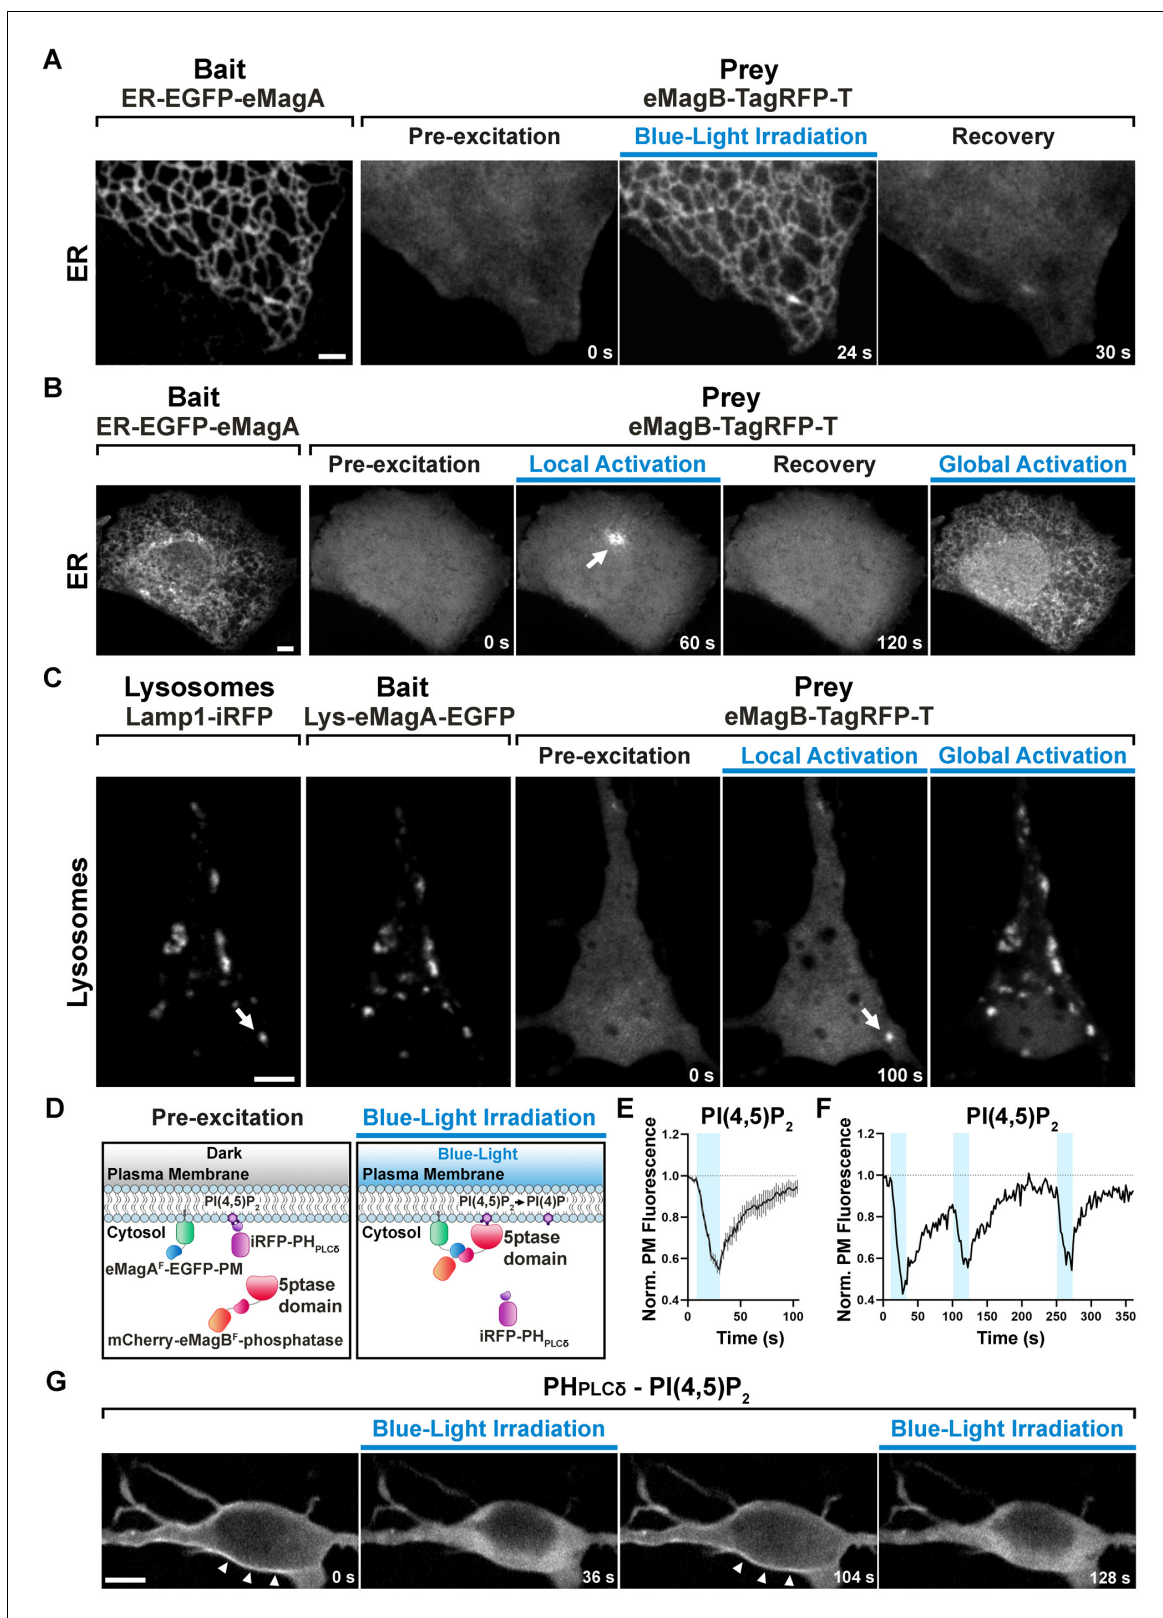 A
Bait
ER-EGFP-eMagA
Prey
eMagB-TagRFP-T
Pre-excitation
Blue-Light Irradiation
Recovery
ER
0 s
24 s
30 s
B
Bait
ER-EGFP-eMagA
Prey
eMagB-TagRFP-T
Pre-excitation
Local Activation
Recovery
Global Activation
ER
0 s
60 s
120 s
C
Lysosomes
Lamp1-iRFP
Bait
Lys-eMagA-EGFP
Prey
eMagB-TagRFP-T
Pre-excitation
Local Activation
Global Activation
Lysosomes
0 s
100 s
D
Pre-excitation
Blue-Light Irradiation
Dark
Plasma Membrane
PI(4,5)P2
Cytosol
iRFP-PHPLCδ
eMagAF-EGFP-PM
5ptase
domain
mCherry-eMagBF-phosphatase
Blue-Light
Plasma Membrane
PI(4,5)P2 PI(4)P
Cytosol
5ptase
domain
iRFP-PHPLCδ
E
PI(4,5)P2
Norm. PM Fluorescence
1.2
1.0
0.8
0.6
0.4
0 50 100
Time (s)
F
PI(4,5)P2
Norm. PM Fluorescence
1.2
1.0
0.8
0.6
0.4
0 50 100 150 200 250 300 350
Time (s)
G
PHPLCδ - PI(4,5)P2
Blue-Light Irradiation
Blue-Light Irradiation
0 s
36 s
104 s
128 s